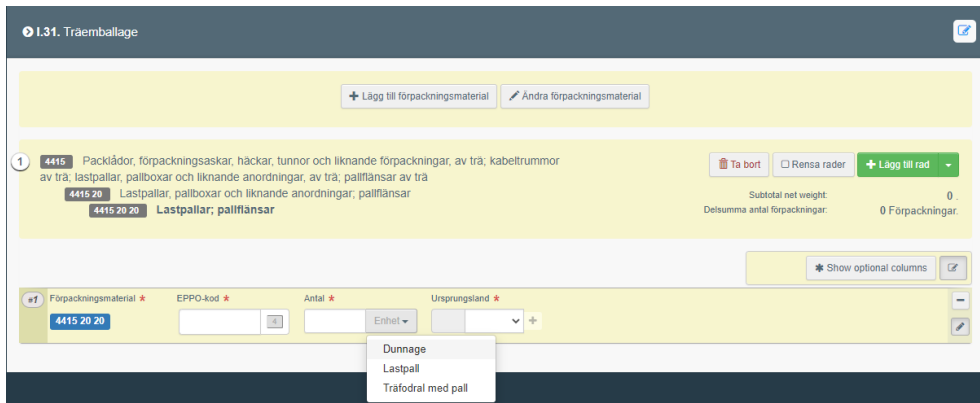 I.31. Träemballage
Lägg till förpackningsmaterial
Ändra förpackningsmaterial
1
4415 Packlådor, förpackningsaskar, häckar, tunnor och liknande förpackningar, av trä; kabeltrummor
av trä; lastpallar, pallboxar och liknande anordningar, av trä; pallflänsar av trä
4415 20 Lastpallar, pallboxar och liknande anordningar; pallflänsar
4415 20 20 Lastpallar; pallflänsar
Ta bort
Rensa rader
Lägg till rad
Subtotal net weight: 0 .
Delsumma antal förpackningar: 0 Förpackningar.
Show optional columns
#1 Förpackningsmaterial * EPPO-kod * Antal * Ursprungsland *
4415 20 20
Enhet
Dunnage
Lastpall
Träfodral med pall